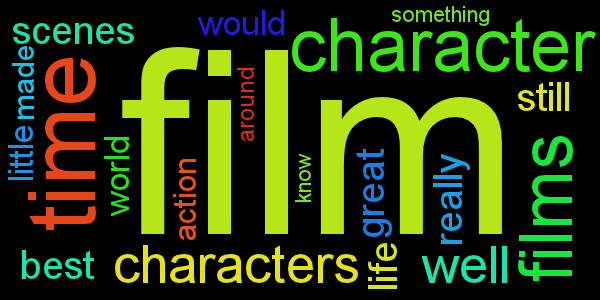 something
would
scenes
character
film
time
made
little
around
still
world
action
know
great
really
films
life
best
characters
well